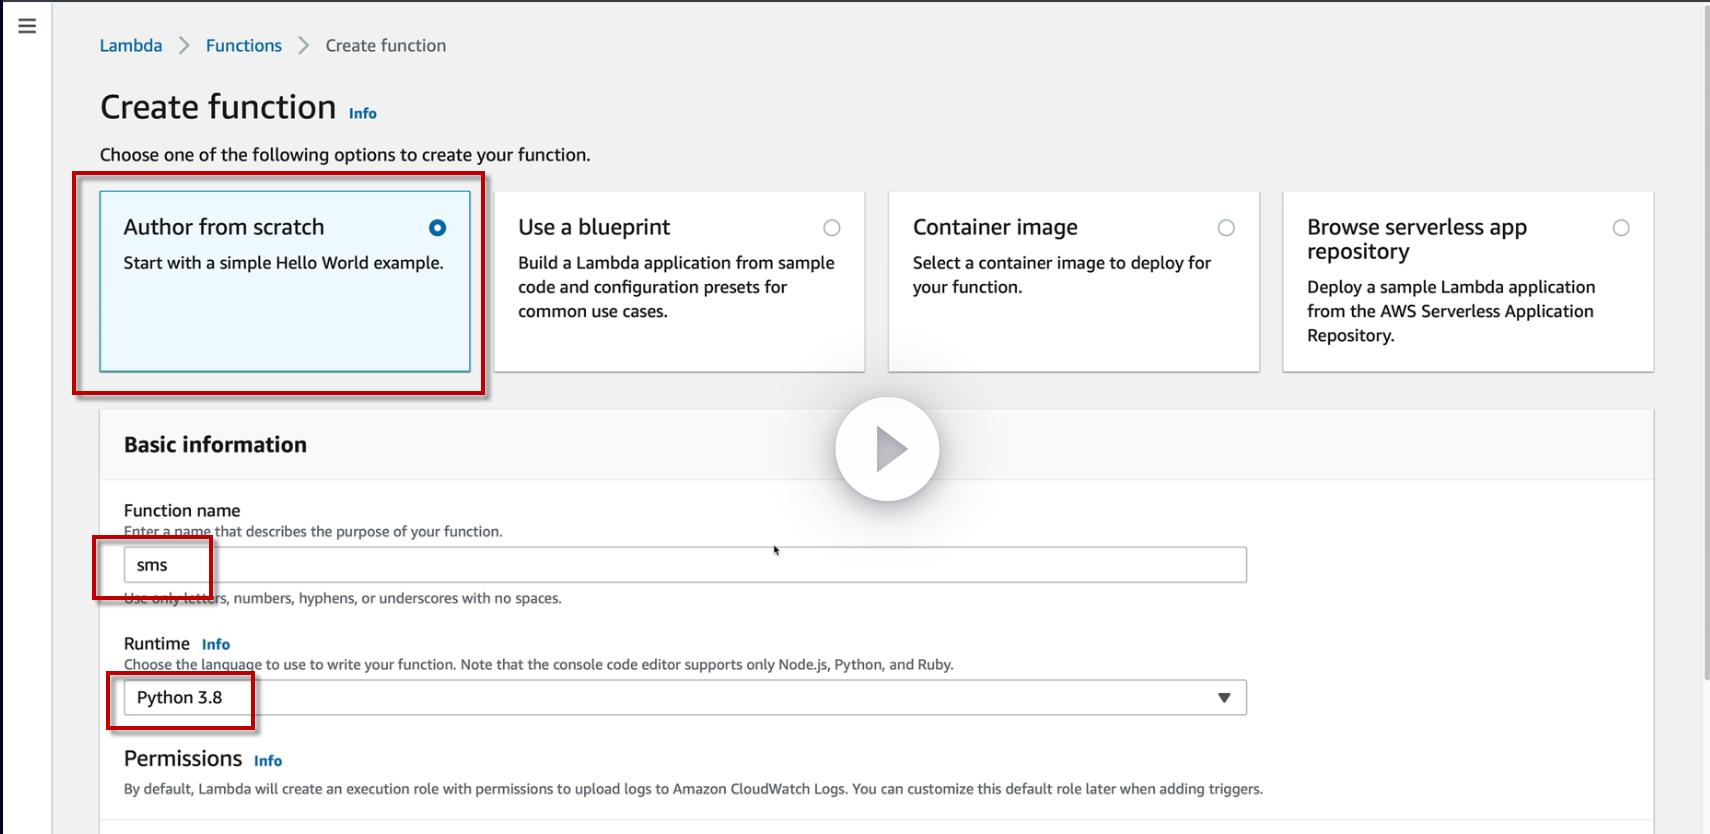 Lambda > Functions > Create function
Create function Info
Choose one of the following options to create your function.
Author from scratch
Start with a simple Hello World example.
Use a blueprint
Build a Lambda application from sample
code and configuration presets for
common use cases.
Container image
Select a container image to deploy for
your function.
Browse serverless app
repository
Deploy a sample Lambda application
from the AWS Serverless Application
Repository.
Basic information
Function name
Enter a name that describes the purpose of your function.
sms
Use only letters, numbers, hyphens, or underscores with no spaces.
Runtime Info
Choose the language to use to write your function. Note that the console code editor supports only Node.js, Python, and Ruby.
Python 3.8
Permissions Info
By default, Lambda will create an execution role with permissions to upload logs to Amazon CloudWatch Logs. You can customize this default role later when adding triggers.